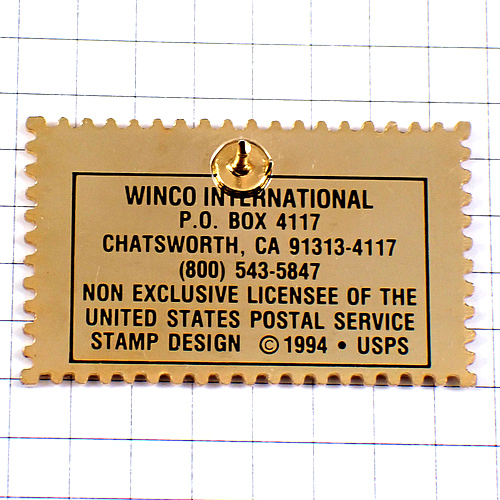 WINCO INTERNATIONAL
P.O. BOX 4117
CHATSWORTH, CA 91313-4117
(800) 543-5847
NON EXCLUSIVE LICENSEE OF THE
UNITED STATES POSTAL SERVICE
STAMP DESIGN © 1994 • USPS